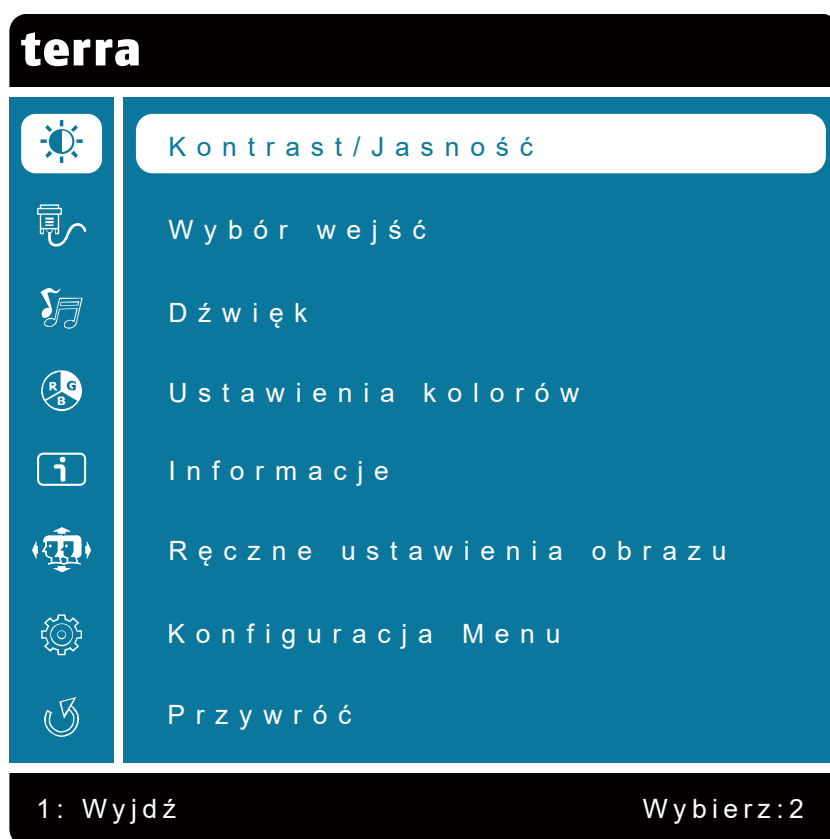 terra
Kontrast/Jasność
Wybór wejść
Dźwięk
R G
B
Ustawienia kolorów
i
Informacje
Ręczne ustawienia obrazu
Konfiguracja Menu
Przywróć
1: Wyjdź Wybierz:2